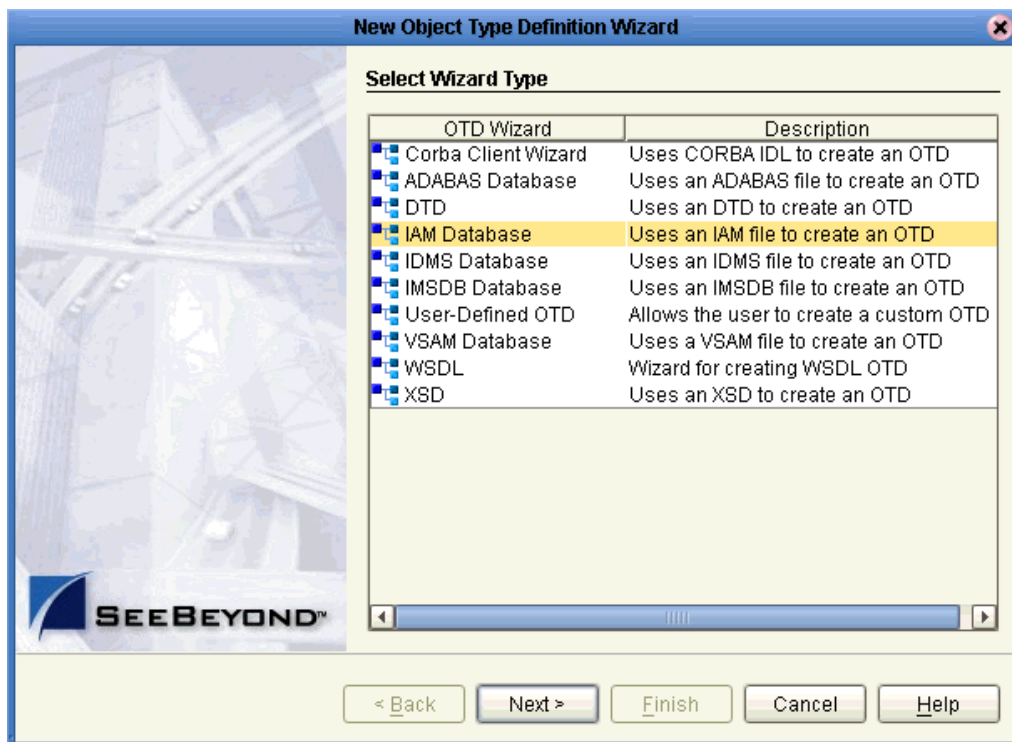 New Object Type Definition Wizard
Select Wizard Type
OTD Wizard Description
Corba Client Wizard Uses CORBA IDL to create an OTD
ADABAS Database Uses an ADABAS file to create an OTD
DTD Uses an DTD to create an OTD
IAM Database Uses an IAM file to create an OTD
IDMS Database Uses an IDMS file to create an OTD
IMSDB Database Uses an IMSDB file to create an OTD
User-Defined OTD Allows the user to create a custom OTD
VSAM Database Uses a VSAM file to create an OTD
WSDL Wizard for creating WSDL OTD
XSD Uses an XSD to create an OTD
SEEBEYOND™
< Back Next > Finish Cancel Help